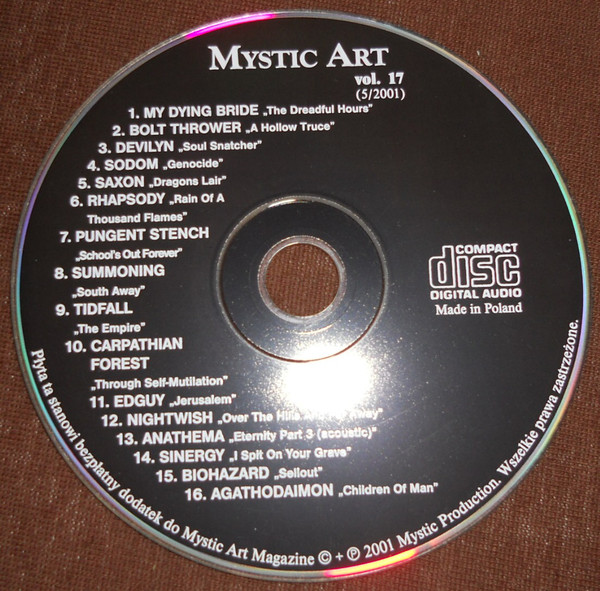 MYSTIC ART
vol. 17
(5/2001)
1. MY DYING BRIDE „The Dreadful Hours”
2. BOLT THROWER „A Hollow Truce”
3. DEVILYN „Soul Snatcher”
4. SODOM „Genocide”
5. SAXON „Dragons Lair”
6. RHAPSODY „Rain Of A
Thousand Flames”
7. PUNGENT STENCH
„School's Out Forever”
8. SUMMONING
„South Away”
9. TIDFALL
„The Empire”
10. CARPATHIAN
FOREST
„Through Self-Mutilation”
11. EDGUY „Jerusalem”
12. NIGHTWISH „Over The Hills Away”
13. ANATHEMA „Eternity Part 3 (acoustic)”
14. SINERGY „I Spit On Your Grave”
15. BIOHAZARD „Sellout”
16. AGATHODAIMON „Children Of Man”
COMPACT
disc
DIGITAL AUDIO
Made in Poland
Płyta ta stanowi bezpłatny dodatek do Mystic Art Magazine © + ℗ 2001 Mystic Production. Wszelkie prawa zastrzeżone.